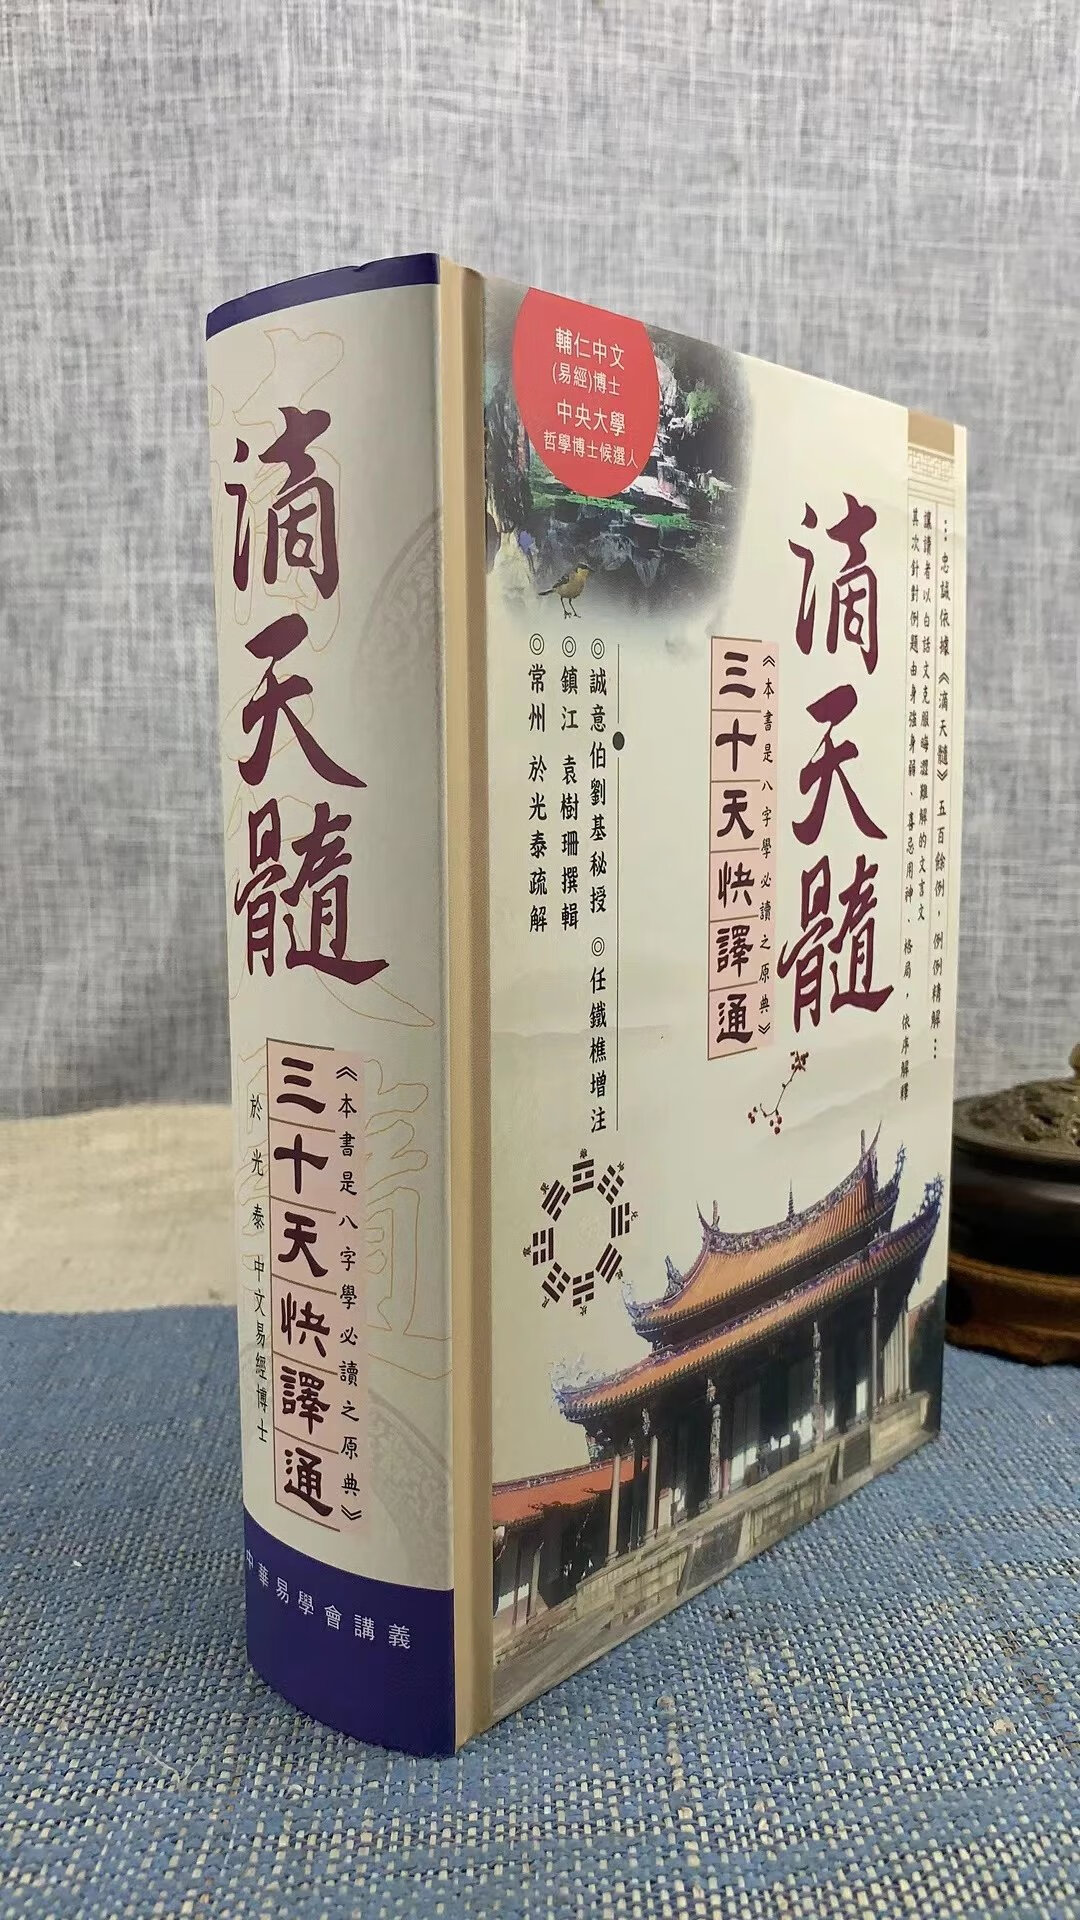 滴天髓
三十天快譯通
《本書是八字學必讀之原典》
於光泰 中文易經博士
中華易學會講義
輔仁中文
(易經)博士
中央大學
哲學博士候選人
…忠誠依據《滴天髓》五百餘例，例例精解…
讓讀者以白話文克服晦澀難解的文言文
其次針對例題由身強身弱、喜忌用神、格局，依序解釋
滴天髓
《本書是八字學必讀之原典》
三十天快譯通
◎誠意伯劉基秘授 ◎任鐵樵增注
◎鎮江 袁樹珊撰輯
◎常州 於光泰疏解